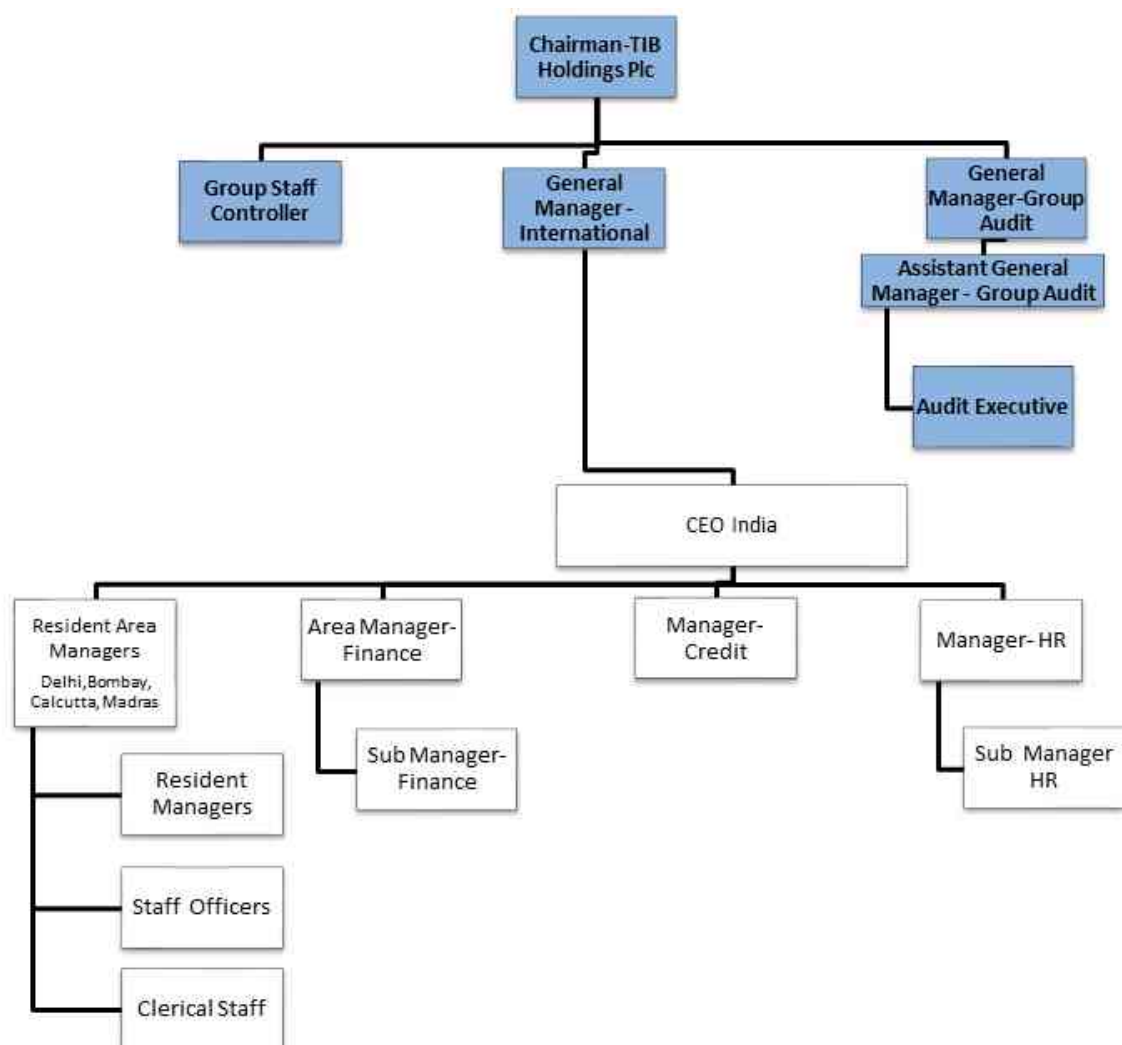 Chairman-TIB
Holdings Plc
Group Staff
Controller
General
Manager -
International
General
Manager-Group
Audit
Assistant General
Manager - Group Audit
Audit Executive
CEO India
Resident Area
Managers
Delhi,Bombay,
Calcutta, Madras
Area Manager-
Finance
Manager-
Credit
Manager- HR
Sub Manager-
Finance
Sub Manager
HR
Resident
Managers
Staff Officers
Clerical Staff